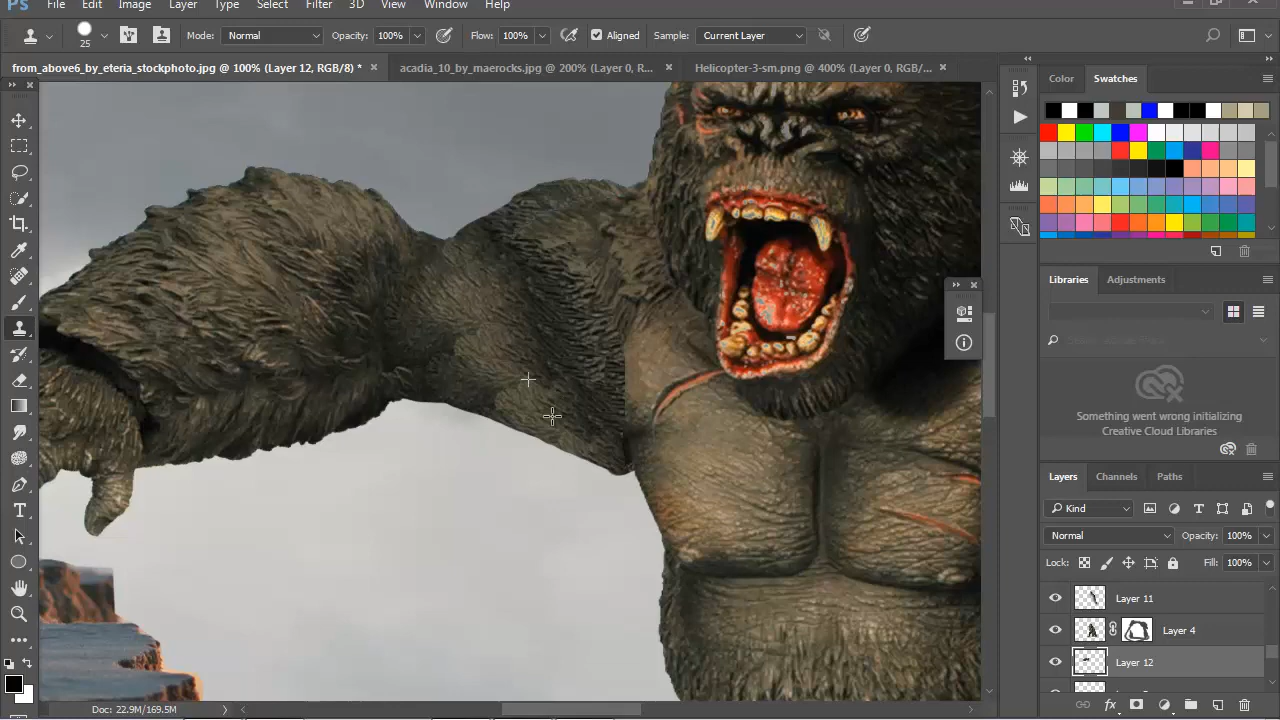 Ps File Edit Image Layer Type Select Filter 3D View Window Help
25 Mode: Normal Opacity: 100% Flow: 100% Aligned Sample: Current Layer
from_above6_by_eteria_stockphoto.jpg @ 100% (Layer 12, RGB/8) * × acadia_10_by_maerocks.jpg @ 200% (Layer 0, R... × Helicopter-3-sm.png @ 400% (Layer 0, RGB/... ×
Color Swatches
Libraries Adjustments
Something went wrong initializing
Creative Cloud Libraries
Layers Channels Paths
Kind
Normal Opacity: 100%
Lock: Fill: 100%
Layer 11
Layer 4
Layer 12
Doc: 22.9M/169.5M